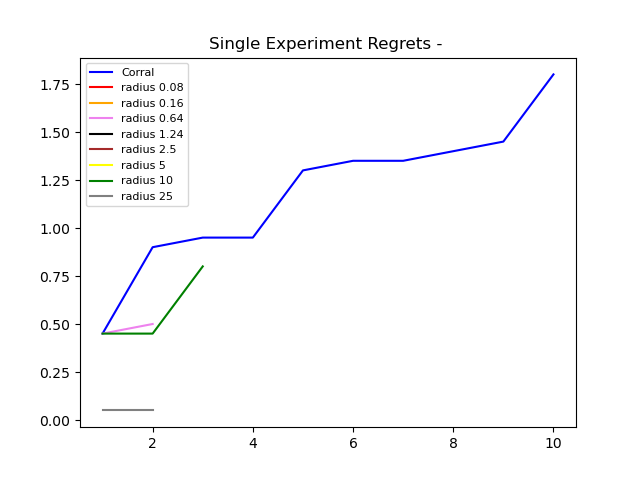 Single Experiment Regrets -
Corral
radius 0.08
radius 0.16
radius 0.64
radius 1.24
radius 2.5
radius 5
radius 10
radius 25
1.75
1.50
1.25
1.00
0.75
0.50
0.25
0.00
2 4 6 8 10